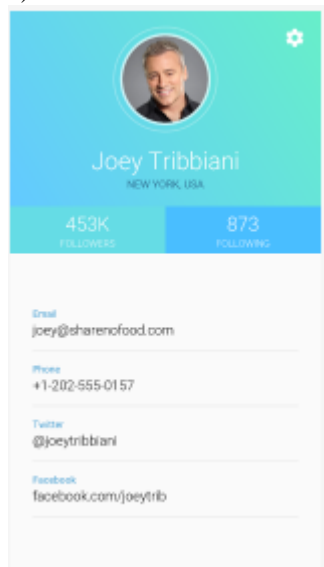 Joey Tribbiani
NEW YORK, USA
453K
FOLLOWERS
873
FOLLOWING
Email
joey@sharenofood.com
Phone
+1-202-555-0157
Twitter
@joeytribbiani
Facebook
facebook.com/joeytrib